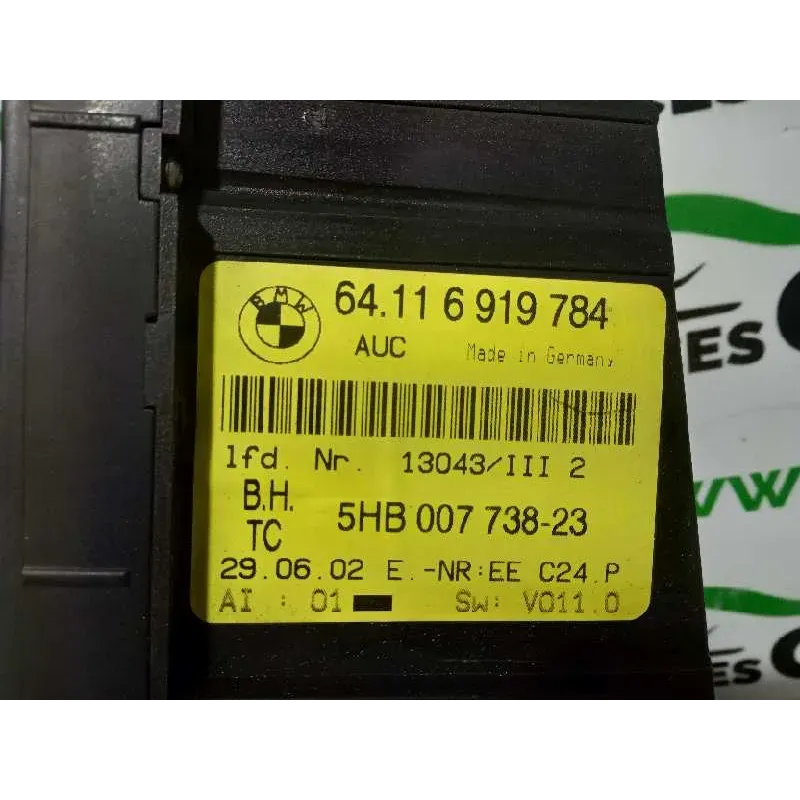 BMW
64.11 6 919 784
AUC Made in Germany
lfd. Nr. 13043/III 2
B.H.
TC 5HB 007 738-23
29.06.02 E.-NR:EE C24.P
AI : 01 SW: V011.0
ES
WW
ES